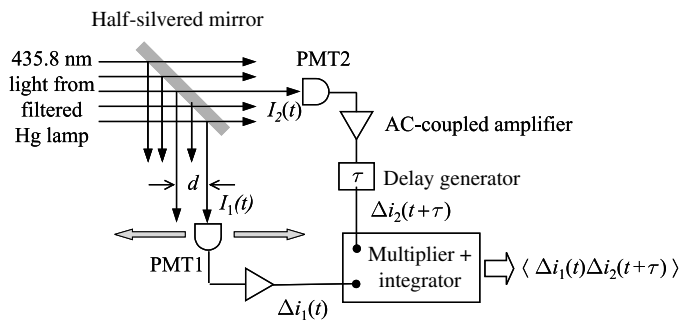 Half-silvered mirror
435.8 nm
light from
filtered
Hg lamp
PMT2
I₂(t)
AC-coupled amplifier
τ
Delay generator
d
I₁(t)
Δi₂(t+τ)
PMT1
Multiplier +
integrator
⟨ Δi₁(t)Δi₂(t+τ) ⟩
Δi₁(t)